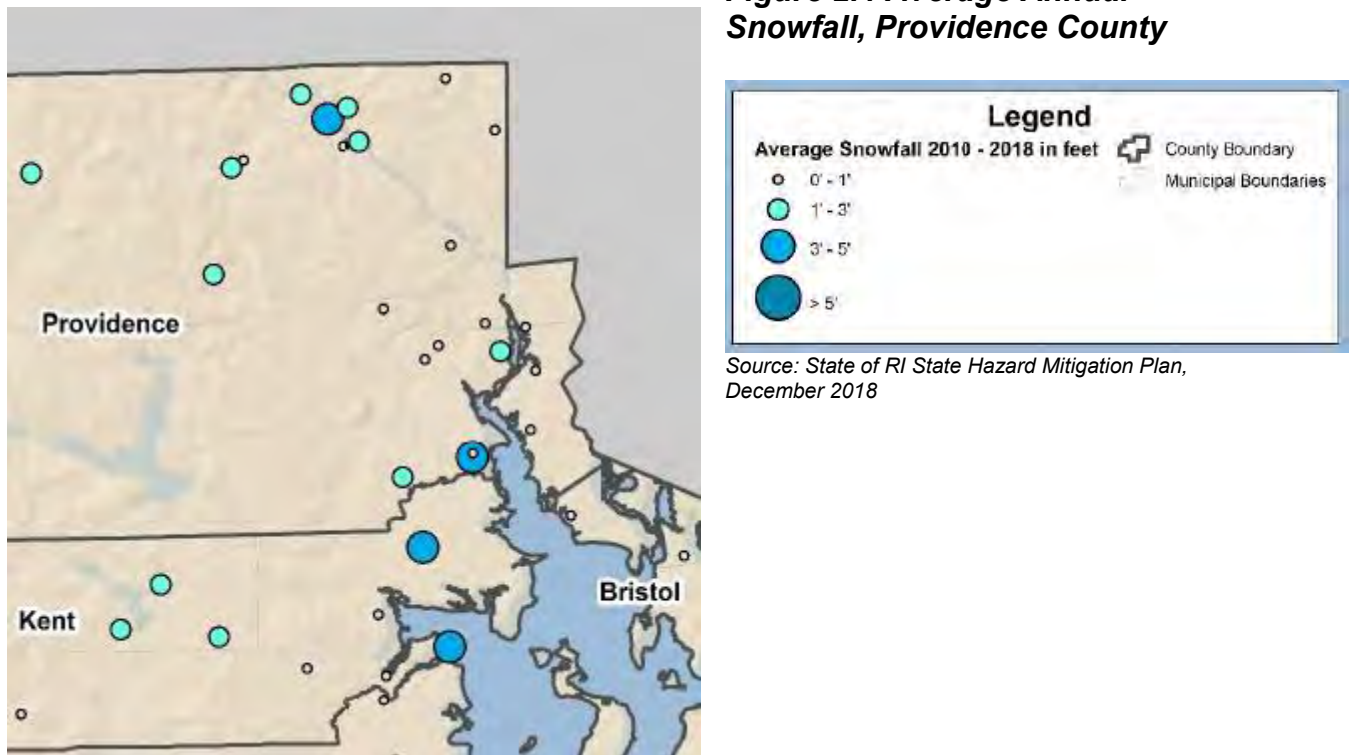 Snowfall, Providence County
Legend
Average Snowfall 2010 - 2018 in feet
0' - 1'
1' - 3'
3' - 5'
> 5'
County Boundary
Municipal Boundaries
Source: State of RI State Hazard Mitigation Plan,
December 2018
Providence
Kent
Bristol